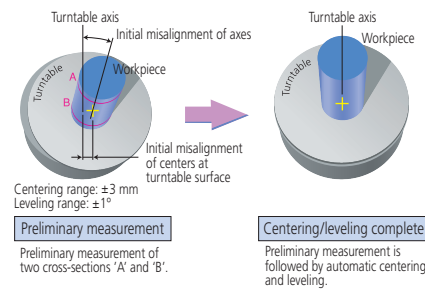 Turntable axis
Initial misalignment of axes
Workpiece
A
Turntable
B
Initial misalignment
of centers at
turntable surface
Centering range: ±3 mm
Leveling range: ±1°
Preliminary measurement
Preliminary measurement of
two cross-sections ‘A’ and ‘B’.
Turntable axis
Workpiece
Turntable
Centering/leveling complete
Preliminary measurement is
followed by automatic centering
and leveling.